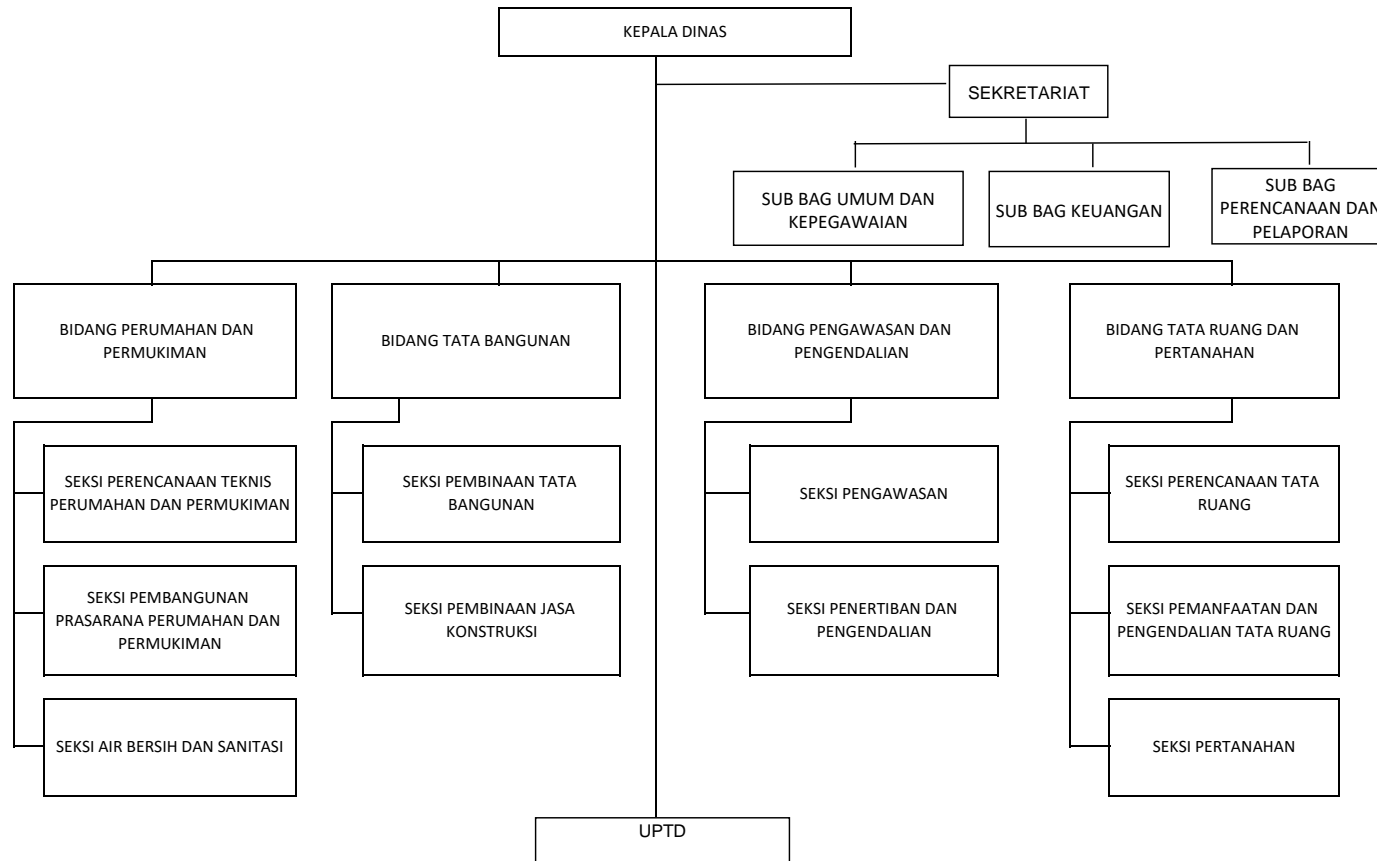 KEPALA DINAS
SEKRETARIAT
SUB BAG UMUM DAN
KEPEGAWAIAN
SUB BAG KEUANGAN
SUB BAG
PERENCANAAN DAN
PELAPORAN
BIDANG PERUMAHAN DAN
PERMUKIMAN
BIDANG TATA BANGUNAN
BIDANG PENGAWASAN DAN
PENGENDALIAN
BIDANG TATA RUANG DAN
PERTANAHAN
SEKSI PERENCANAAN TEKNIS
PERUMAHAN DAN PERMUKIMAN
SEKSI PEMBINAAN TATA
BANGUNAN
SEKSI PENGAWASAN
SEKSI PERENCANAAN TATA
RUANG
SEKSI PEMBANGUNAN
PRASARANA PERUMAHAN DAN
PERMUKIMAN
SEKSI PEMBINAAN JASA
KONSTRUKSI
SEKSI PENERTIBAN DAN
PENGENDALIAN
SEKSI PEMANFAATAN DAN
PENGENDALIAN TATA RUANG
SEKSI AIR BERSIH DAN SANITASI
SEKSI PERTANAHAN
UPTD